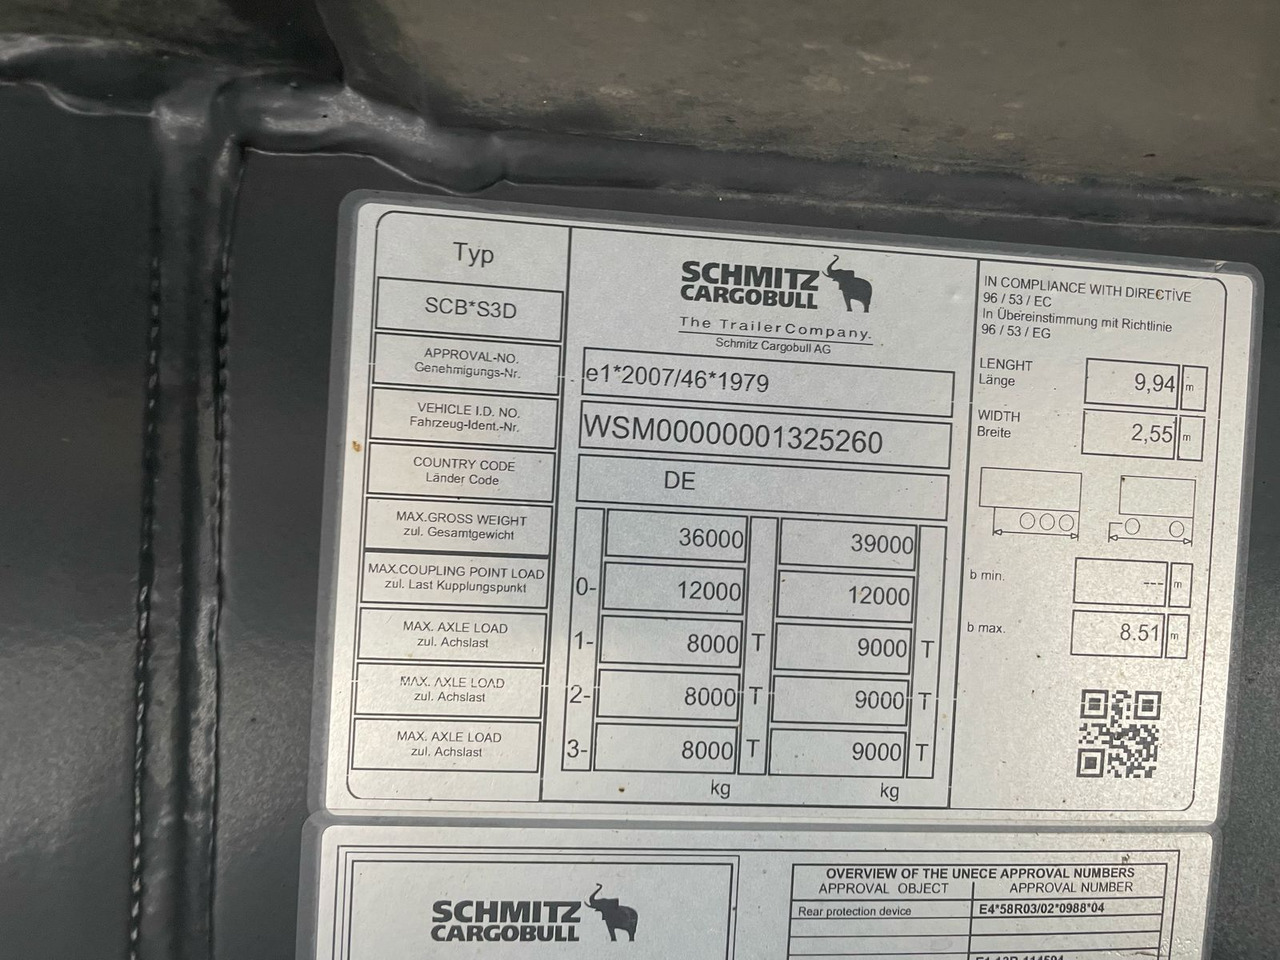 Typ
SCB*S3D
APPROVAL-NO.
Genehmigungs-Nr.
VEHICLE I.D. NO.
Fahrzeug-Ident.-Nr.
COUNTRY CODE
Länder Code
MAX.GROSS WEIGHT
zul. Gesamtgewicht
MAX.COUPLING POINT LOAD
zul. Last Kupplungspunkt
MAX. AXLE LOAD
zul. Achslast
MAX. AXLE LOAD
zul. Achslast
MAX. AXLE LOAD
zul. Achslast
SCHMITZ
CARGOBULL
The TrailerCompany.
Schmitz Cargobull AG
e1*2007/46*1979
WSM00000001325260
DE
36000 39000
0- 12000 12000
1- 8000 T 9000 T
2- 8000 T 9000 T
3- 8000 T 9000 T
kg kg
IN COMPLIANCE WITH DIRECTIVE
96 / 53 / EC
In Übereinstimmung mit Richtlinie
96 / 53 / EG
LENGHT
Länge
9,94 m
WIDTH
Breite
2,55 m
b min. --- m
b max. 8.51 m
SCHMITZ
CARGOBULL
OVERVIEW OF THE UNECE APPROVAL NUMBERS
APPROVAL OBJECT APPROVAL NUMBER
Rear protection device E4*58R03/02*0988*04